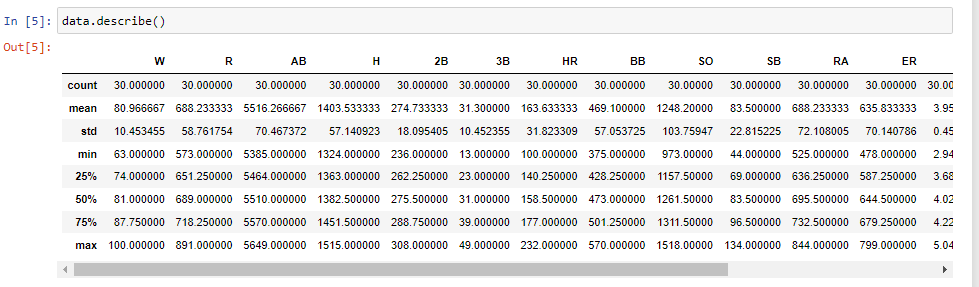 In [5]: data.describe()
Out[5]:
W R AB H 2B 3B HR BB SO SB RA ER
count 30.000000 30.000000 30.000000 30.000000 30.000000 30.000000 30.000000 30.000000 30.00000 30.000000 30.000000 30.000000 30.00
mean 80.966667 688.233333 5516.266667 1403.533333 274.733333 31.300000 163.633333 469.100000 1248.20000 83.500000 688.233333 635.833333 3.95
std 10.453455 58.761754 70.467372 57.140923 18.095405 10.452355 31.823309 57.053725 103.75947 22.815225 72.108005 70.140786 0.45
min 63.000000 573.000000 5385.000000 1324.000000 236.000000 13.000000 100.000000 375.000000 973.00000 44.000000 525.000000 478.000000 2.94
25% 74.000000 651.250000 5464.000000 1363.000000 262.250000 23.000000 140.250000 428.250000 1157.50000 69.000000 636.250000 587.250000 3.68
50% 81.000000 689.000000 5510.000000 1382.500000 275.500000 31.000000 158.500000 473.000000 1261.50000 83.500000 695.500000 644.500000 4.02
75% 87.750000 718.250000 5570.000000 1451.500000 288.750000 39.000000 177.000000 501.250000 1311.50000 96.500000 732.500000 679.250000 4.22
max 100.000000 891.000000 5649.000000 1515.000000 308.000000 49.000000 232.000000 570.000000 1518.00000 134.000000 844.000000 799.000000 5.04